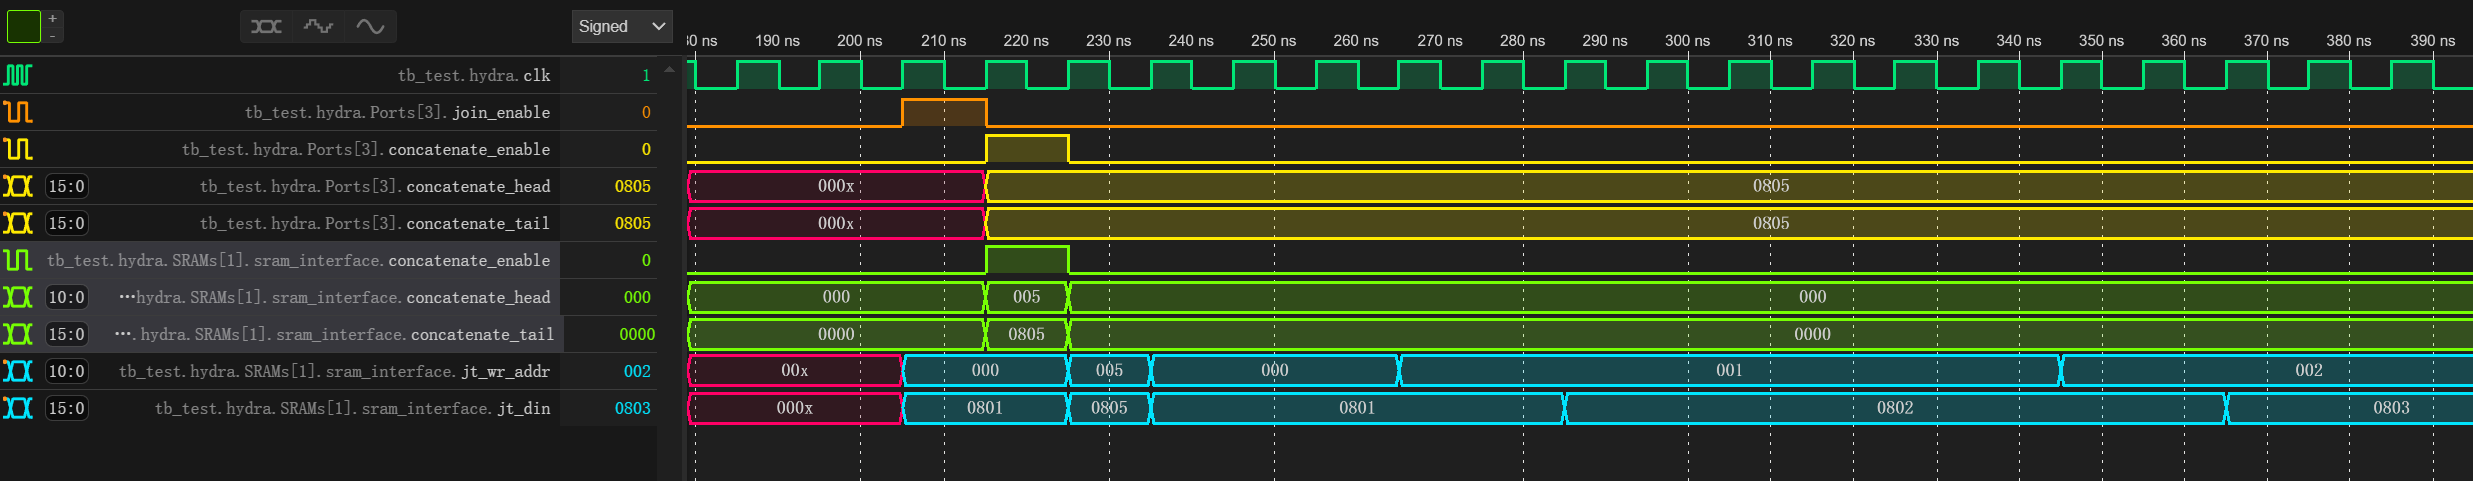 +
-
Signed
30 ns 190 ns 200 ns 210 ns 220 ns 230 ns 240 ns 250 ns 260 ns 270 ns 280 ns 290 ns 300 ns 310 ns 320 ns 330 ns 340 ns 350 ns 360 ns 370 ns 380 ns 390 ns
tb_test.hydra.clk 1
tb_test.hydra.Ports[3].join_enable 0
tb_test.hydra.Ports[3].concatenate_enable 0
15:0 tb_test.hydra.Ports[3].concatenate_head 0805 000x 0805
15:0 tb_test.hydra.Ports[3].concatenate_tail 0805 000x 0805
tb_test.hydra.SRAMs[1].sram_interface.concatenate_enable 0
10:0 ···hydra.SRAMs[1].sram_interface.concatenate_head 000 000 005 000
15:0 ···.hydra.SRAMs[1].sram_interface.concatenate_tail 0000 0000 0805 0000
10:0 tb_test.hydra.SRAMs[1].sram_interface.jt_wr_addr 002 00x 000 005 000 001 002
15:0 tb_test.hydra.SRAMs[1].sram_interface.jt_din 0803 000x 0801 0805 0801 0802 0803